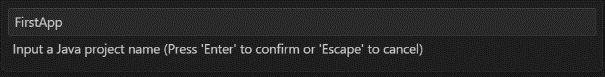 FirstApp
Input a Java project name (Press 'Enter' to confirm or 'Escape' to cancel)